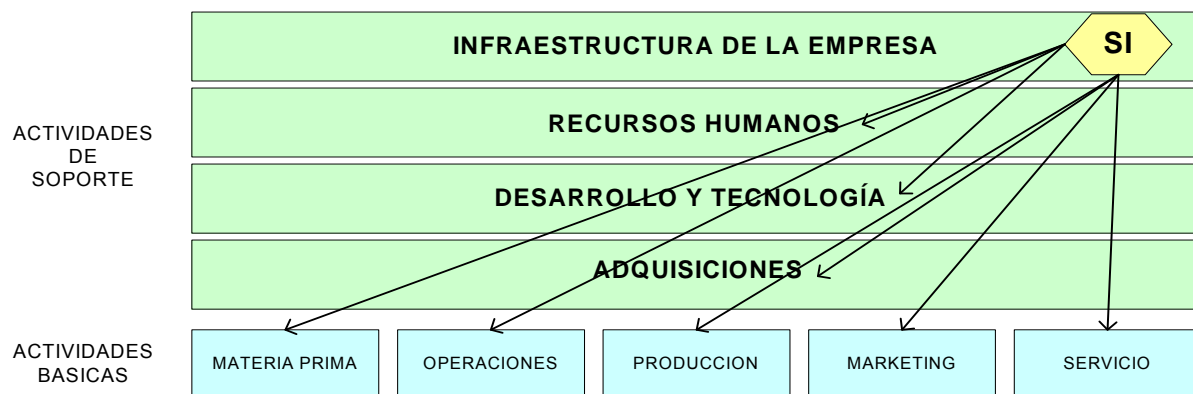 INFRAESTRUCTURA DE LA EMPRESA
SI
RECURSOS HUMANOS
ACTIVIDADES
DE
SOPORTE
DESARROLLO Y TECNOLOGÍA
ADQUISICIONES
ACTIVIDADES
BASICAS
MATERIA PRIMA
OPERACIONES
PRODUCCION
MARKETING
SERVICIO